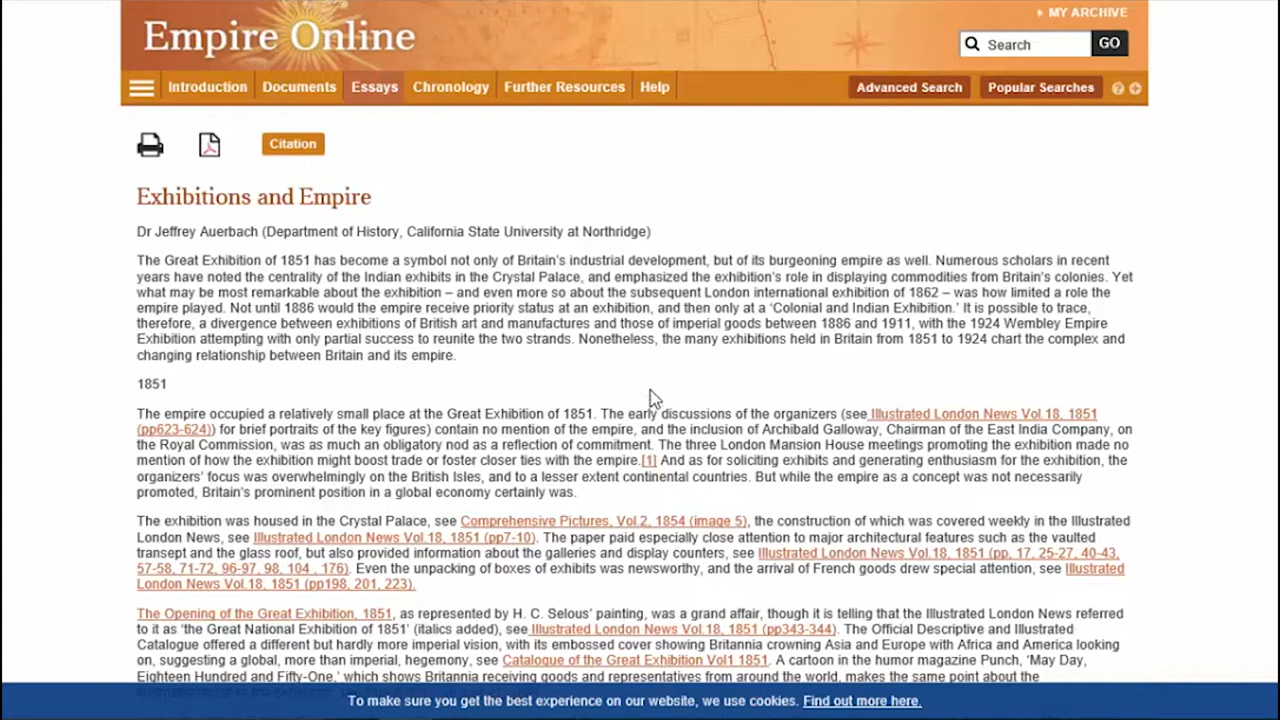 MY ARCHIVE
Empire Online
Search
GO
Introduction
Documents
Essays
Chronology
Further Resources
Help
Advanced Search
Popular Searches
Citation
Exhibitions and Empire
Dr Jeffrey Auerbach (Department of History, California State University at Northridge)
The Great Exhibition of 1851 has become a symbol not only of Britain's industrial development, but of its burgeoning empire as well. Numerous scholars in recent
years have noted the centrality of the Indian exhibits in the Crystal Palace, and emphasized the exhibition's role in displaying commodities from Britain's colonies. Yet
what may be most remarkable about the exhibition – and even more so about the subsequent London international exhibition of 1862 – was how limited a role the
empire played. Not until 1886 would the empire receive priority status at an exhibition, and then only at a 'Colonial and Indian Exhibition.' It is possible to trace,
therefore, a divergence between exhibitions of British art and manufactures and those of imperial goods between 1886 and 1911, with the 1924 Wembley Empire
Exhibition attempting with only partial success to reunite the two strands. Nonetheless, the many exhibitions held in Britain from 1851 to 1924 chart the complex and
changing relationship between Britain and its empire.
1851
The empire occupied a relatively small place at the Great Exhibition of 1851. The early discussions of the organizers (see Illustrated London News Vol.18, 1851
(pp623-624)) for brief portraits of the key figures) contain no mention of the empire, and the inclusion of Archibald Galloway, Chairman of the East India Company, on
the Royal Commission, was as much an obligatory nod as a reflection of commitment. The three London Mansion House meetings promoting the exhibition made no
mention of how the exhibition might boost trade or foster closer ties with the empire.[1] And as for soliciting exhibits and generating enthusiasm for the exhibition, the
organizers' focus was overwhelmingly on the British Isles, and to a lesser extent continental countries. But while the empire as a concept was not necessarily
promoted, Britain's prominent position in a global economy certainly was.
The exhibition was housed in the Crystal Palace, see Comprehensive Pictures, Vol.2, 1854 (image 5), the construction of which was covered weekly in the Illustrated
London News, see Illustrated London News Vol.18, 1851 (pp7-10). The paper paid especially close attention to major architectural features such as the vaulted
transept and the glass roof, but also provided information about the galleries and display counters, see Illustrated London News Vol.18, 1851 (pp, 17, 25-27, 40-43,
57-58, 71-72, 96-97, 98, 104 , 176). Even the unpacking of boxes of exhibits was newsworthy, and the arrival of French goods drew special attention, see Illustrated
London News Vol.18, 1851 (pp198, 201, 223).
The Opening of the Great Exhibition, 1851, as represented by H. C. Selous' painting, was a grand affair, though it is telling that the Illustrated London News referred
to it as 'the Great National Exhibition of 1851' (italics added), see Illustrated London News Vol.18, 1851 (pp343-344). The Official Descriptive and Illustrated
Catalogue offered a different but hardly more imperial vision, with its embossed cover showing Britannia crowning Asia and Europe with Africa and America looking
on, suggesting a global, more than imperial, hegemony, see Catalogue of the Great Exhibition Vol1 1851. A cartoon in the humor magazine Punch, 'May Day,
Eighteen Hundred and Fifty-One,' which shows Britannia receiving goods and representatives from around the world, makes the same point about the
To make sure you get the best experience on our website, we use cookies. Find out more here.